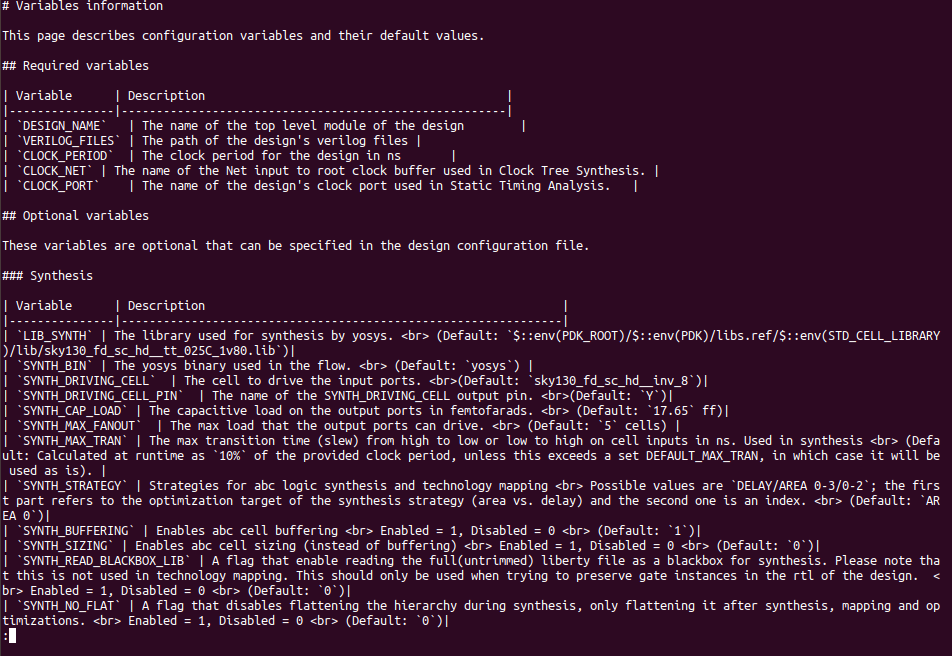 # Variables information
This page describes configuration variables and their default values.
## Required variables
| Variable      | Description                                           |
|---------------|-------------------------------------------------------|
| `DESIGN_NAME`   | The name of the top level module of the design        |
| `VERILOG_FILES` | The path of the design's verilog files |
| `CLOCK_PERIOD`  | The clock period for the design in ns       |
| `CLOCK_NET` | The name of the Net input to root clock buffer used in Clock Tree Synthesis. |
| `CLOCK_PORT`    | The name of the design's clock port used in Static Timing Analysis.   |
## Optional variables
These variables are optional that can be specified in the design configuration file.
### Synthesis
| Variable      | Description                                                   |
|---------------|---------------------------------------------------------------|
| `LIB_SYNTH` | The library used for synthesis by yosys. <br> (Default: `$::env(PDK_ROOT)/$::env(PDK)/libs.ref/$::env(STD_CELL_LIBRARY
)/lib/sky130_fd_sc_hd__tt_025C_1v80.lib`)|
| `SYNTH_BIN` | The yosys binary used in the flow. <br> (Default: `yosys`) |
| `SYNTH_DRIVING_CELL`  | The cell to drive the input ports. <br>(Default: `sky130_fd_sc_hd__inv_8`)|
| `SYNTH_DRIVING_CELL_PIN`  | The name of the SYNTH_DRIVING_CELL output pin. <br>(Default: `Y`)|
| `SYNTH_CAP_LOAD` | The capacitive load on the output ports in femtofarads. <br> (Default: `17.65` ff)|
| `SYNTH_MAX_FANOUT`  | The max load that the output ports can drive. <br> (Default: `5` cells) |
| `SYNTH_MAX_TRAN` | The max transition time (slew) from high to low or low to high on cell inputs in ns. Used in synthesis <br> (Defa
ult: Calculated at runtime as `10%` of the provided clock period, unless this exceeds a set DEFAULT_MAX_TRAN, in which case it will be
 used as is). |
| `SYNTH_STRATEGY` | Strategies for abc logic synthesis and technology mapping <br> Possible values are `DELAY/AREA 0-3/0-2`; the firs
t part refers to the optimization target of the synthesis strategy (area vs. delay) and the second one is an index. <br> (Default: `AR
EA 0`)|
| `SYNTH_BUFFERING` | Enables abc cell buffering <br> Enabled = 1, Disabled = 0 <br> (Default: `1`)|
| `SYNTH_SIZING` | Enables abc cell sizing (instead of buffering) <br> Enabled = 1, Disabled = 0 <br> (Default: `0`)|
| `SYNTH_READ_BLACKBOX_LIB` | A flag that enable reading the full(untrimmed) liberty file as a blackbox for synthesis. Please note tha
t this is not used in technology mapping. This should only be used when trying to preserve gate instances in the rtl of the design.  <
br> Enabled = 1, Disabled = 0 <br> (Default: `0`)|
| `SYNTH_NO_FLAT` | A flag that disables flattening the hierarchy during synthesis, only flattening it after synthesis, mapping and op
timizations. <br> Enabled = 1, Disabled = 0 <br> (Default: `0`)|
: